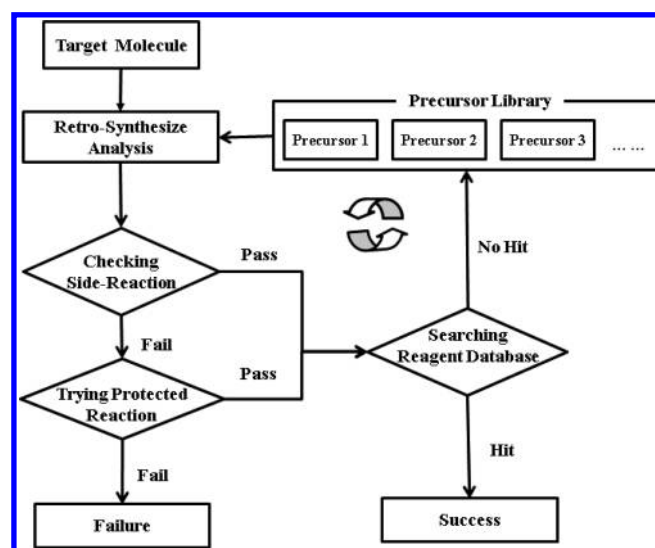 Target Molecule
Precursor Library
Retro-Synthesize
Analysis
Precursor 1
Precursor 2
Precursor 3
... ...
Checking
Side-Reaction
Pass
No Hit
Searching
Reagent Database
Fail
Pass
Trying Protected
Reaction
Fail
Hit
Failure
Success